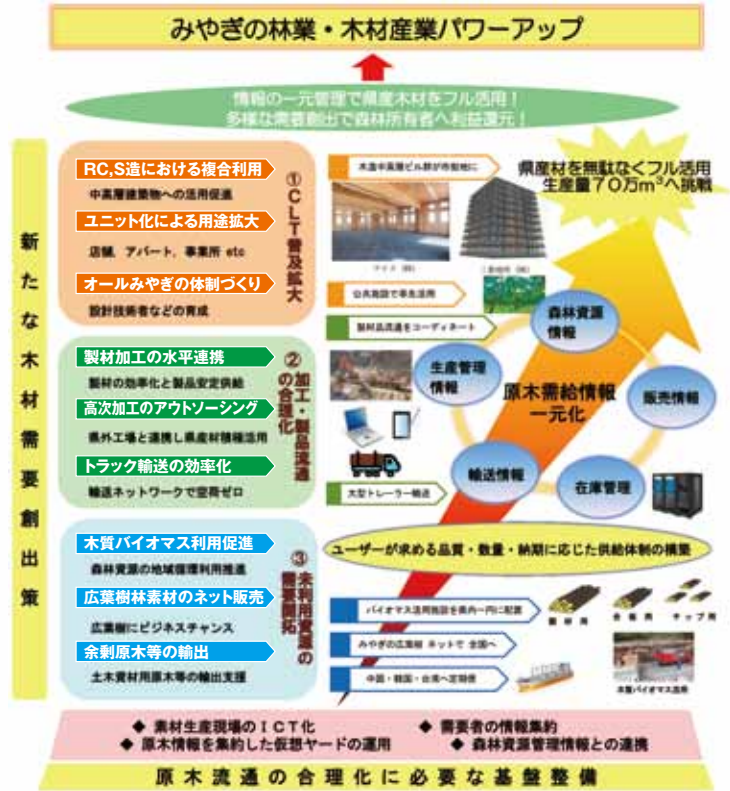 みやぎの林業・木材産業パワーアップ
情報の一元管理で県産木材をフル活用！
多様な需要創出で森林所有者へ利益還元！
新たな木材需要創出策
①CLT普及拡大
RC,S造における複合利用
中高層建築物への活用促進
ユニット化による用途拡大
店舗，アパート，事業所 etc
オールみやぎの体制づくり
設計技術者などの育成
②加工・製品流通の合理化
製材加工の水平連携
製材の効率化と製品安定供給
高次加工のアウトソーシング
県外工場と連携し県産材積極活用
トラック輸送の効率化
輸送ネットワークで空荷ゼロ
③未利用資源の需要開拓
木質バイオマス利用促進
森林資源の地域循環利用推進
広葉樹林素材のネット販売
広葉樹にビジネスチャンス
余剰原木等の輸出
土木資材用原木等の輸出支援
木造中高層ビル群が市街地に
公共施設で率先活用
製材品流通をコーディネート
大型トレーラー輸送
県産材を無駄なくフル活用
生産量70万m³へ挑戦
森林資源情報
生産管理情報
原木需給情報一元化
販売情報
輸送情報
在庫管理
ユーザーが求める品質・数量・納期に応じた供給体制の構築
バイオマス活用施設を県内一円に配置
製材用
合板用
チップ用
みやぎの広葉樹 ネットで 全国へ
中国・韓国・台湾へ定期便
木質バイオマス活用
◆ 素材生産現場のICT化
◆ 需要者の情報集約
◆ 原木情報を集約した仮想ヤードの運用
◆ 森林資源管理情報との連携
原木流通の合理化に必要な基盤整備